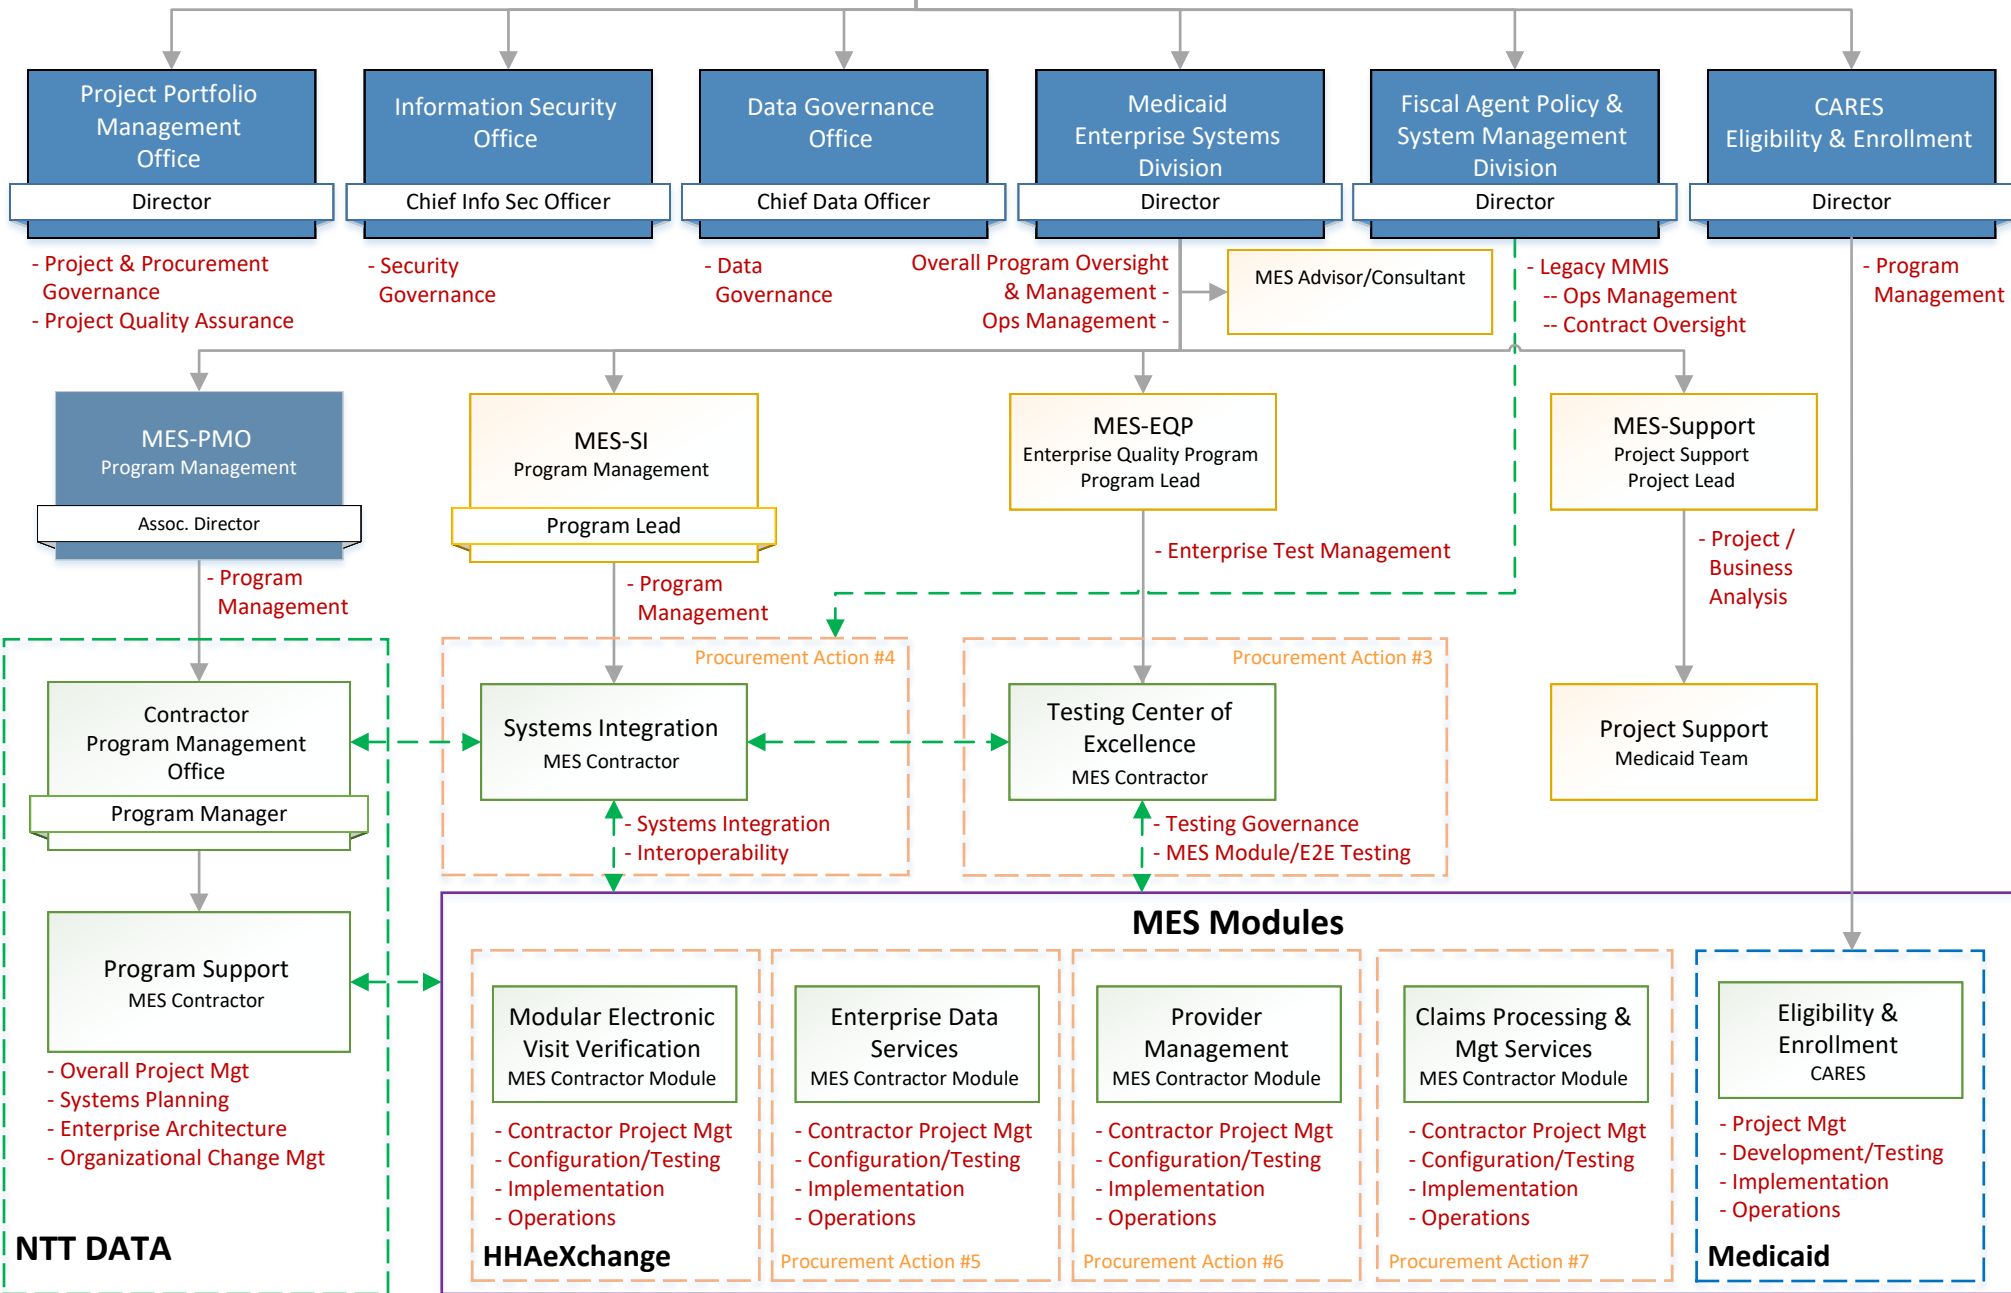 Project Portfolio
Management
Office
Director
Information Security
Office
Chief Info Sec Officer
Data Governance
Office
Chief Data Officer
Medicaid
Enterprise Systems
Division
Director
Fiscal Agent Policy &
System Management
Division
Director
CARES
Eligibility & Enrollment
Director
- Project & Procurement
Governance
- Project Quality Assurance
- Security
Governance
- Data
Governance
Overall Program Oversight
& Management -
Ops Management -
MES Advisor/Consultant
- Legacy MMIS
-- Ops Management
-- Contract Oversight
- Program
Management
MES-PMO
Program Management
Assoc. Director
MES-SI
Program Management
Program Lead
MES-EQP
Enterprise Quality Program
Program Lead
MES-Support
Project Support
Project Lead
- Program
Management
- Program
Management
- Enterprise Test Management
- Project /
Business
Analysis
Procurement Action #4
Procurement Action #3
Contractor
Program Management
Office
Program Manager
Systems Integration
MES Contractor
Testing Center of
Excellence
MES Contractor
Project Support
Medicaid Team
- Systems Integration
- Interoperability
- Testing Governance
- MES Module/E2E Testing
Program Support
MES Contractor
- Overall Project Mgt
- Systems Planning
- Enterprise Architecture
- Organizational Change Mgt
NTT DATA
MES Modules
Modular Electronic
Visit Verification
MES Contractor Module
- Contractor Project Mgt
- Configuration/Testing
- Implementation
- Operations
HHAeXchange
Enterprise Data
Services
MES Contractor Module
- Contractor Project Mgt
- Configuration/Testing
- Implementation
- Operations
Procurement Action #5
Provider
Management
MES Contractor Module
- Contractor Project Mgt
- Configuration/Testing
- Implementation
- Operations
Procurement Action #6
Claims Processing &
Mgt Services
MES Contractor Module
- Contractor Project Mgt
- Configuration/Testing
- Implementation
- Operations
Procurement Action #7
Eligibility &
Enrollment
CARES
- Project Mgt
- Development/Testing
- Implementation
- Operations
Medicaid